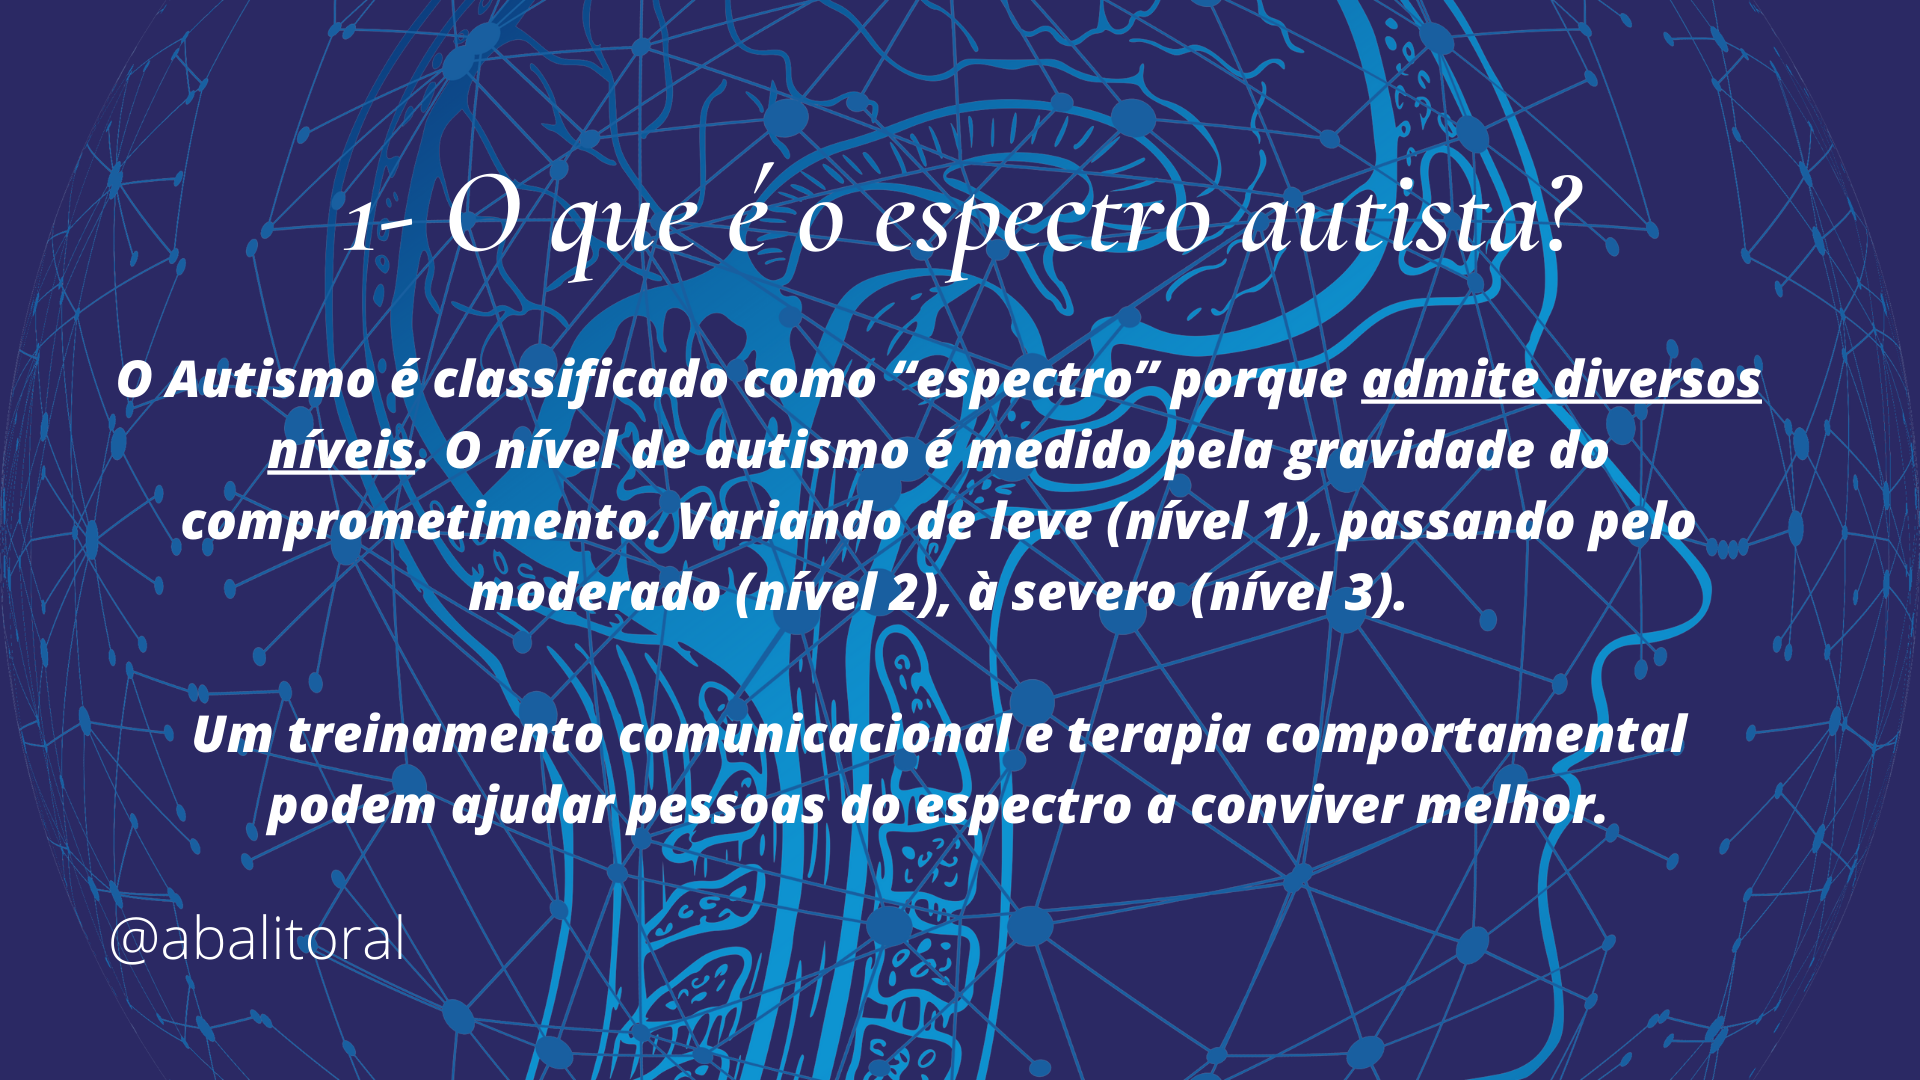 1- O que é o espectro autista?
O Autismo é classificado como “espectro” porque admite diversos
níveis. O nível de autismo é medido pela gravidade do
comprometimento. Variando de leve (nível 1), passando pelo
moderado (nível 2), à severo (nível 3).
Um treinamento comunicacional e terapia comportamental
podem ajudar pessoas do espectro a conviver melhor.
@abalitoral